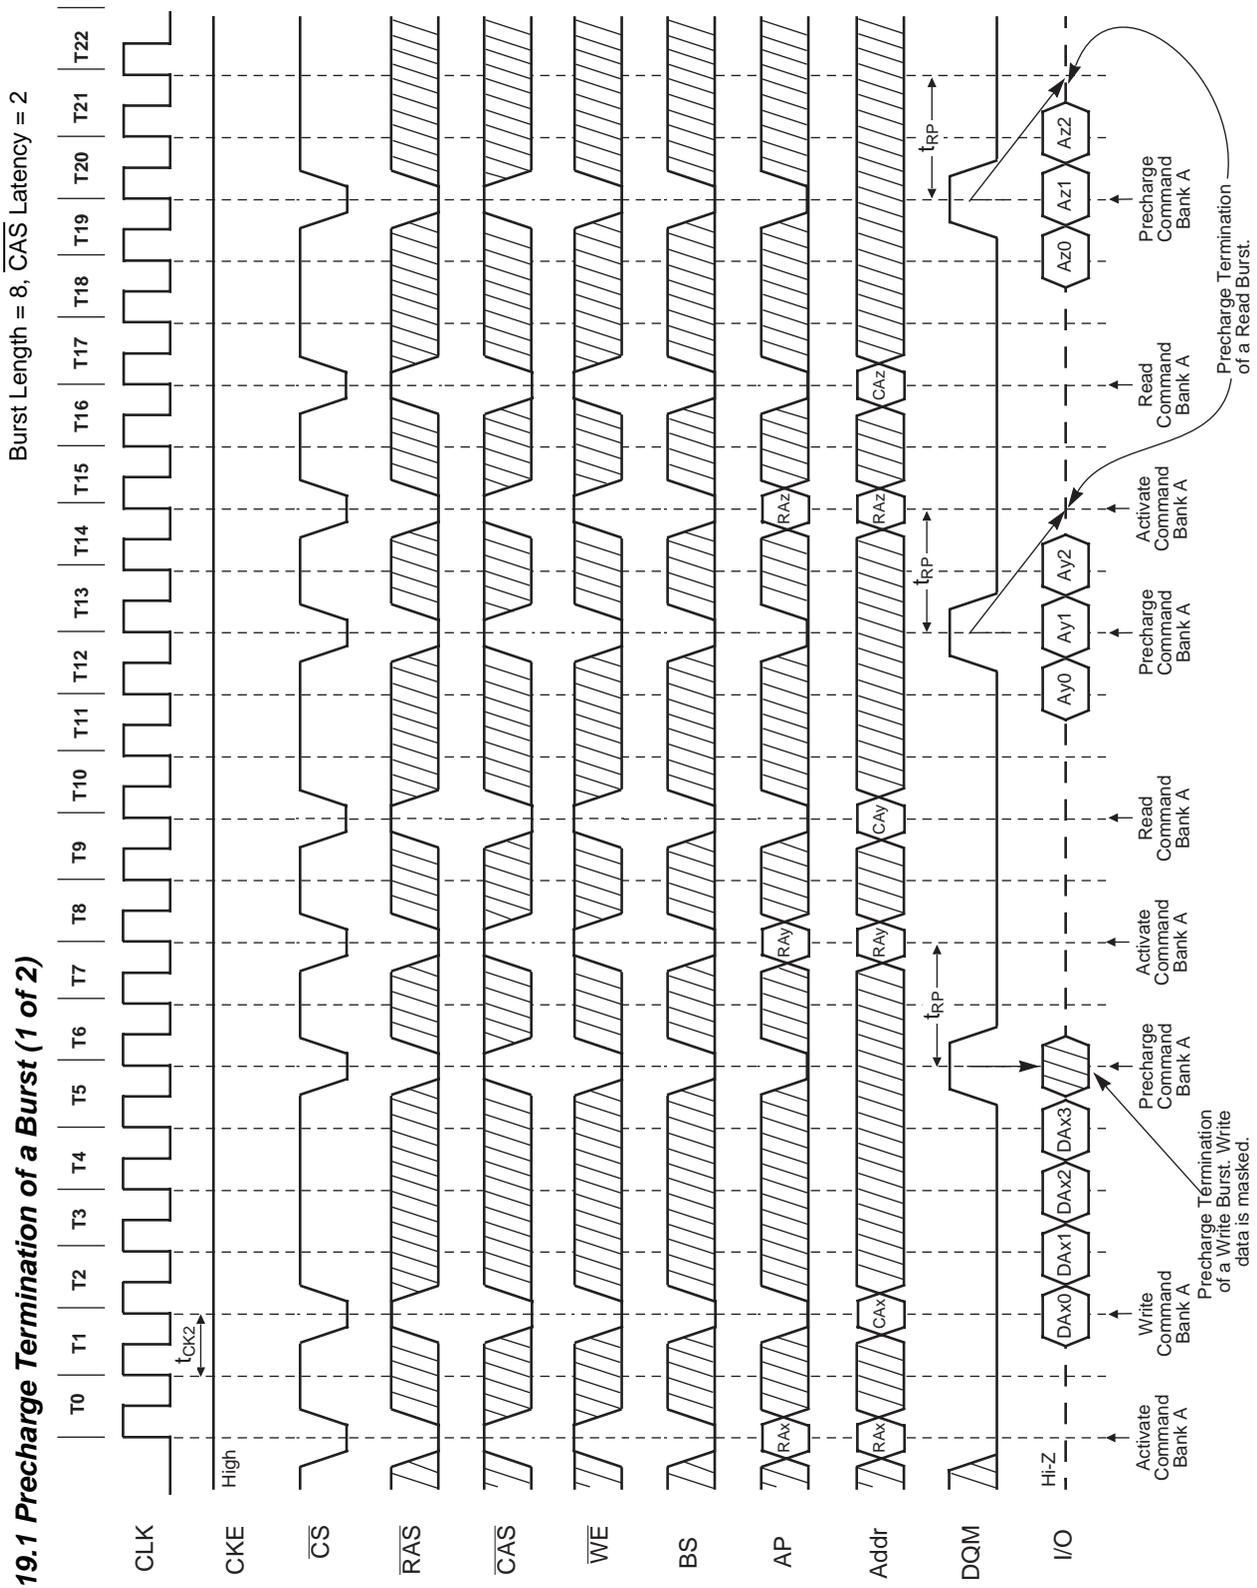 19.1 Precharge Termination of a Burst (1 of 2)
Burst Length = 8, CAS Latency = 2
T0 T1 T2 T3 T4 T5 T6 T7 T8 T9 T10 T11 T12 T13 T14 T15 T16 T17 T18 T19 T20 T21 T22
CLK
tCK2
CKE
High
CS
RAS
CAS
WE
BS
AP
RAx RAy RAz
Addr
RAx CAx RAy CAy RAz CAz
tRP tRP tRP
DQM
I/O
Hi-Z
DAx0 DAx1 DAx2 DAx3 Ay0 Ay1 Ay2 Az0 Az1 Az2
Activate
Command
Bank A
Write
Command
Bank A
Precharge
Command
Bank A
Activate
Command
Bank A
Read
Command
Bank A
Precharge
Command
Bank A
Activate
Command
Bank A
Read
Command
Bank A
Precharge
Command
Bank A
Precharge Termination
of a Write Burst. Write
data is masked.
Precharge Termination
of a Read Burst.